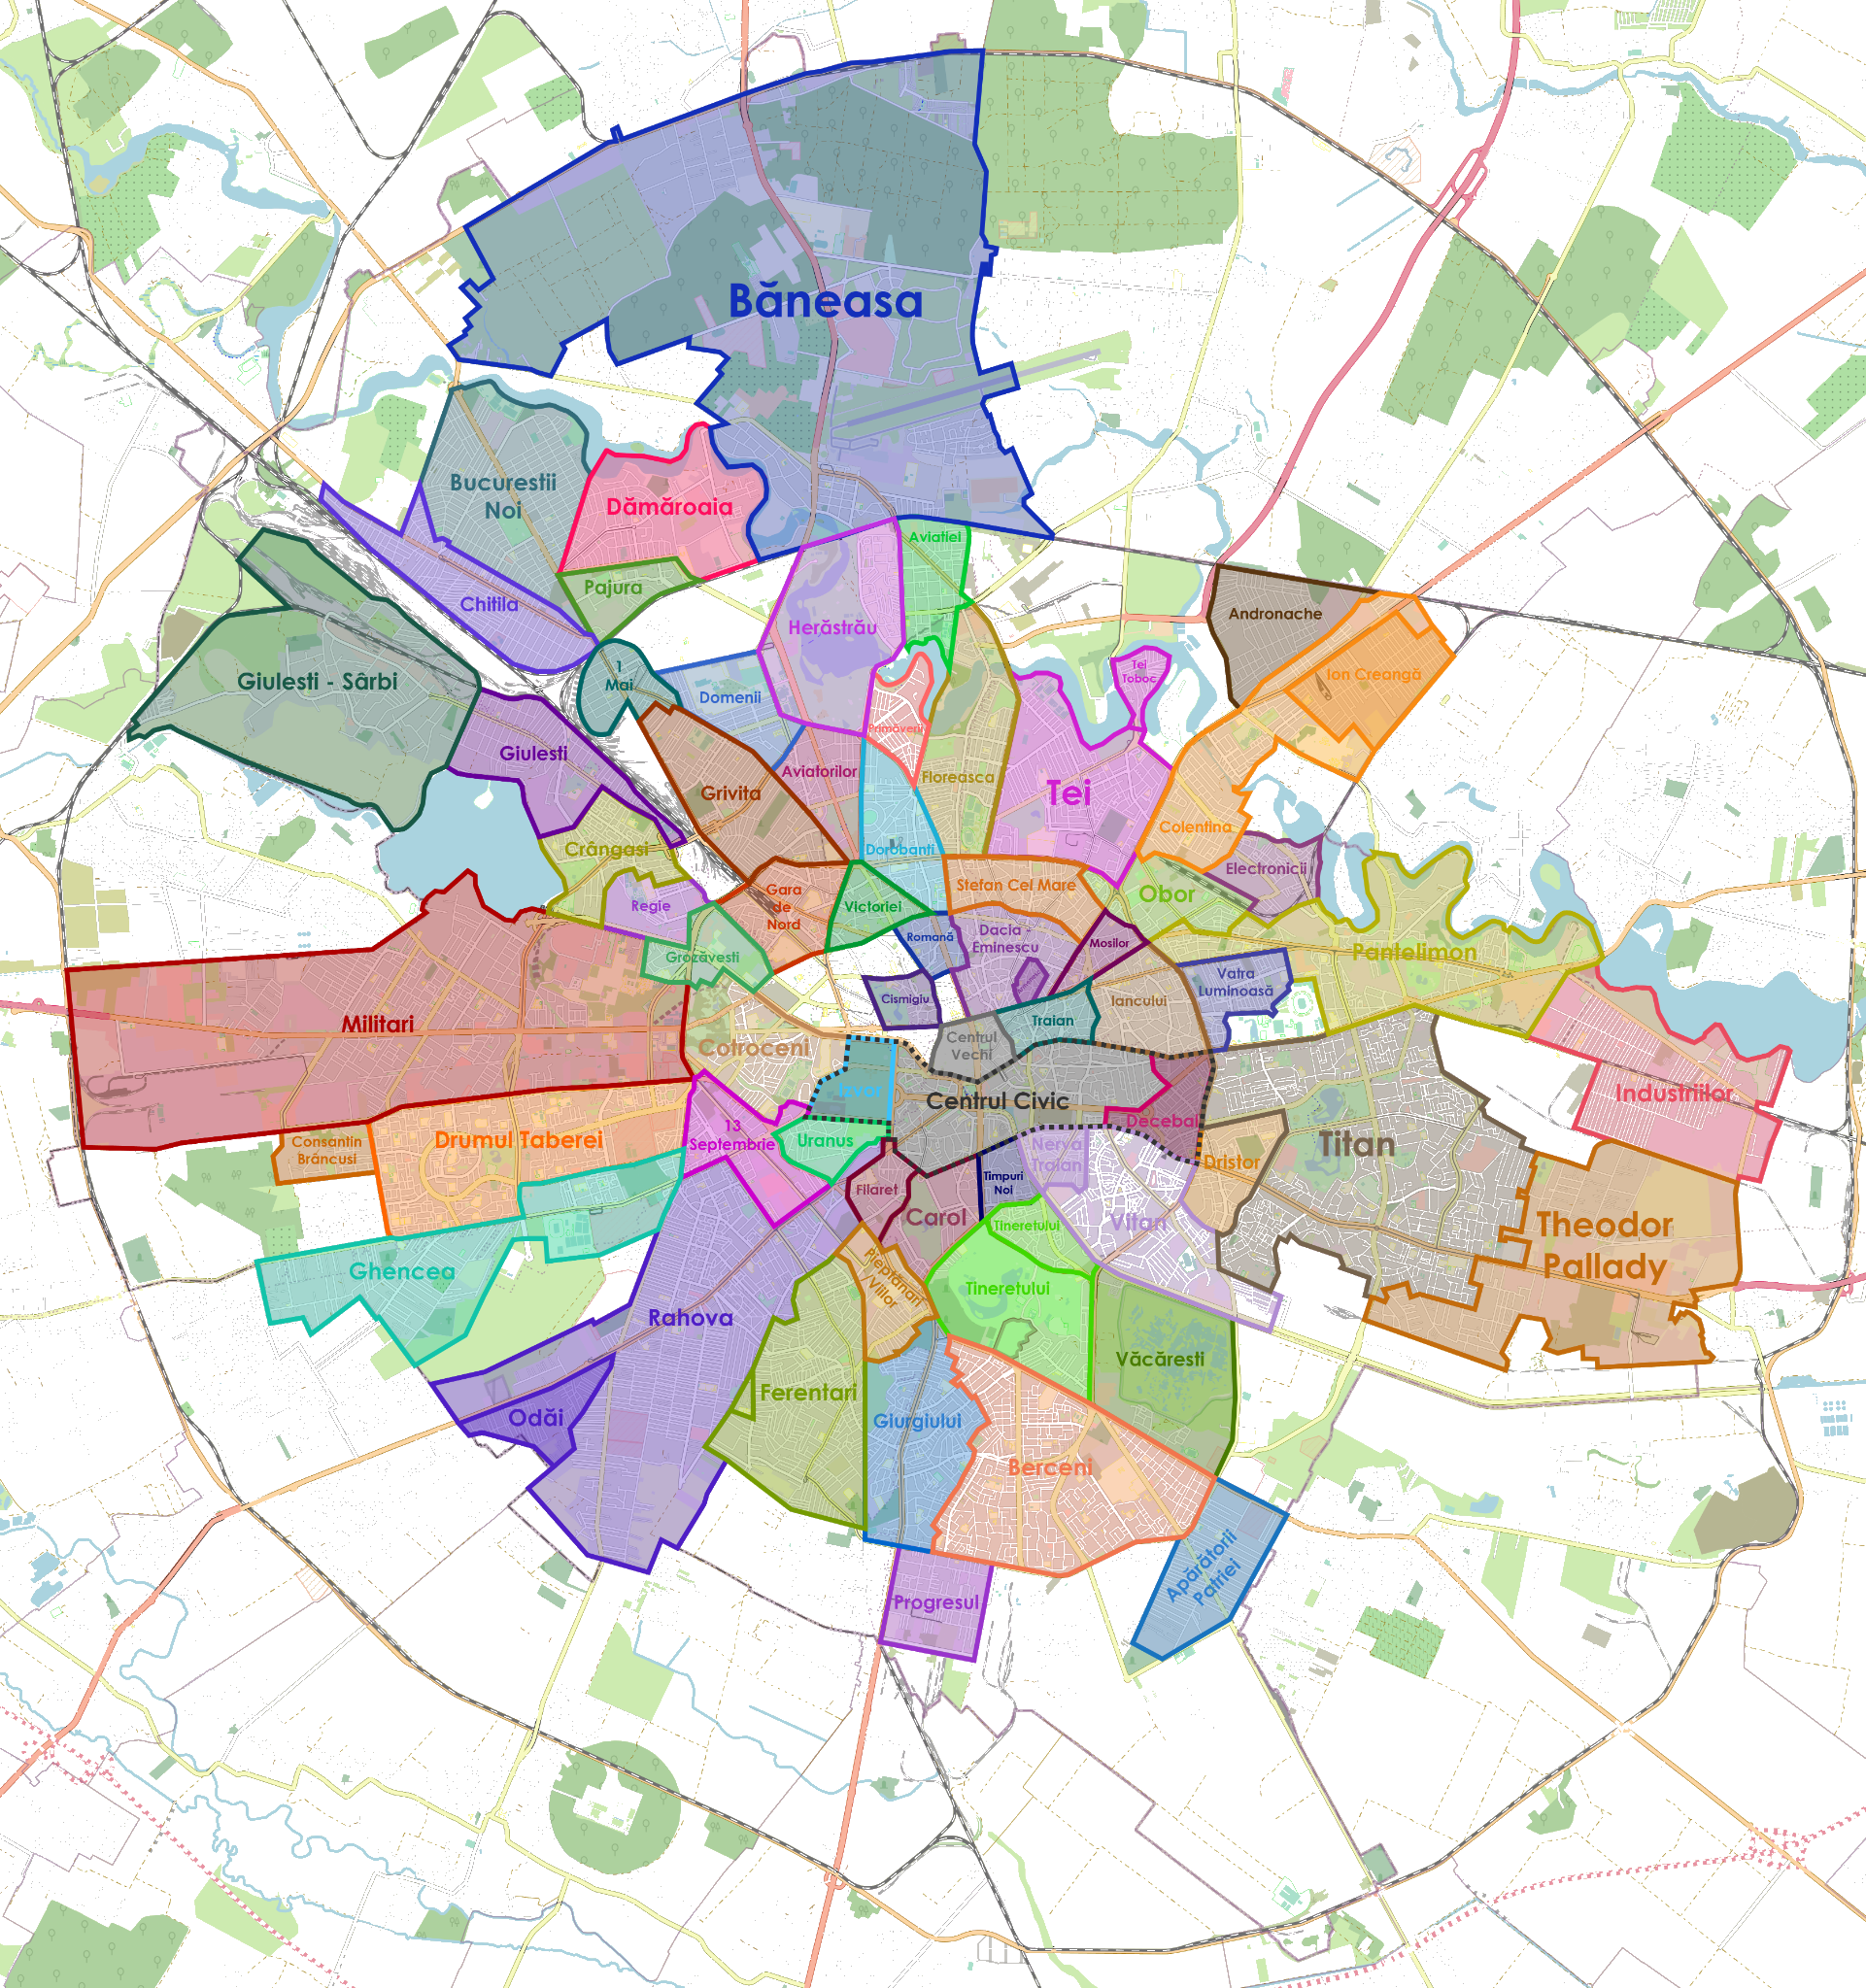 Băneasa
Bucurestii
Noi
Dămăroaia
Aviatiei
Pajura
Chitila
Andronache
Herăstrău
1
Mai
Tei
Toboc
Ion Creangă
Giulesti - Sârbi
Domenii
Primăverii
Giulesti
Aviatorilor
Floreasca
Grivita
Tei
Colentina
Crângasi
Dorobanti
Electronicii
Stefan Cel Mare
Gara
de
Nord
Obor
Regie
Victoriei
Romană
Dacia -
Eminescu
Mosilor
Pantelimon
Grozăvesti
Vatra
Luminoasă
Cismigiu
Iancului
Traian
Militari
Centrul
Vechi
Cotroceni
Izvor
Centrul Civic
Industriilor
Decebal
13
Septembrie
Drumul Taberei
Consantin
Brâncusi
Uranus
Nerva
Traian
Titan
Dristor
Timpuri
Noi
Filaret
Carol
Vitan
Tineretului
Theodor
Pallady
Ghencea
Pieptănari
/Viilor
Tineretului
Rahova
Văcăresti
Ferentari
Odăi
Giurgiului
Berceni
Apărătorii
Patriei
Progresul